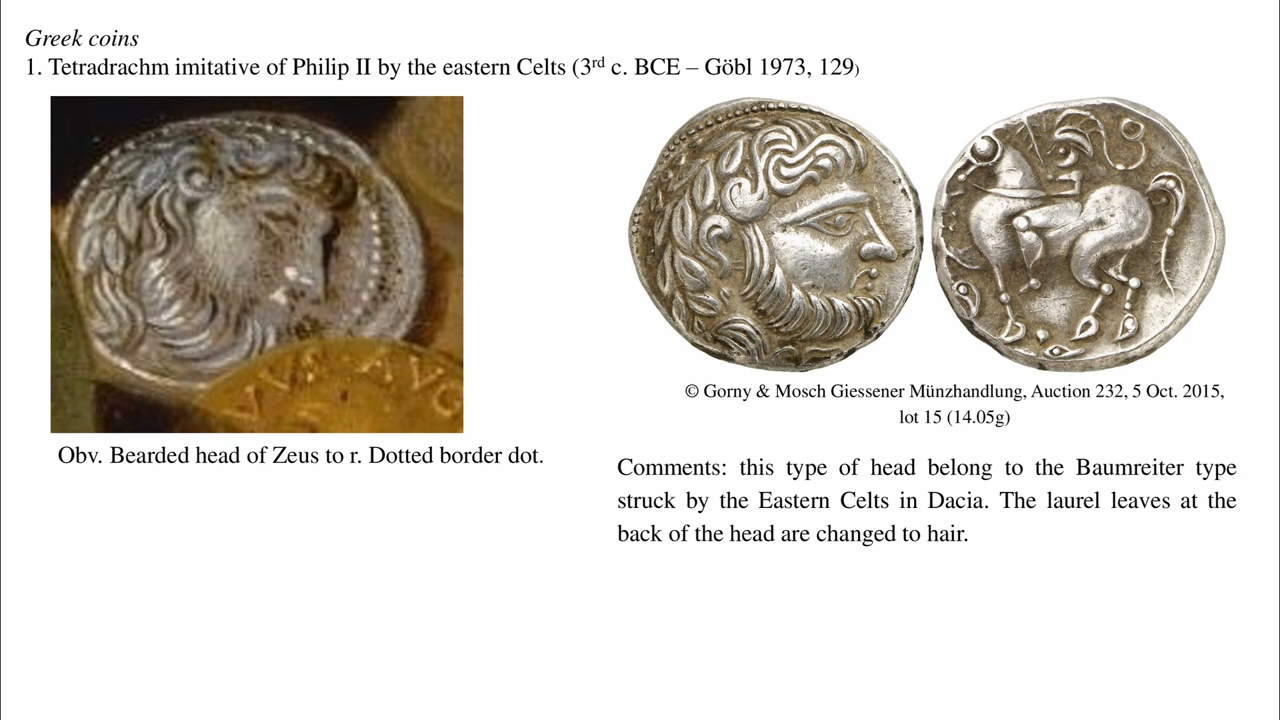 Greek coins
1. Tetradrachm imitative of Philip II by the eastern Celts (3rd c. BCE – Göbl 1973, 129)
VS AVG
© Gorny & Mosch Giessener Münzhandlung, Auction 232, 5 Oct. 2015,
lot 15 (14.05g)
Obv. Bearded head of Zeus to r. Dotted border dot.
Comments: this type of head belong to the Baumreiter type
struck by the Eastern Celts in Dacia. The laurel leaves at the
back of the head are changed to hair.